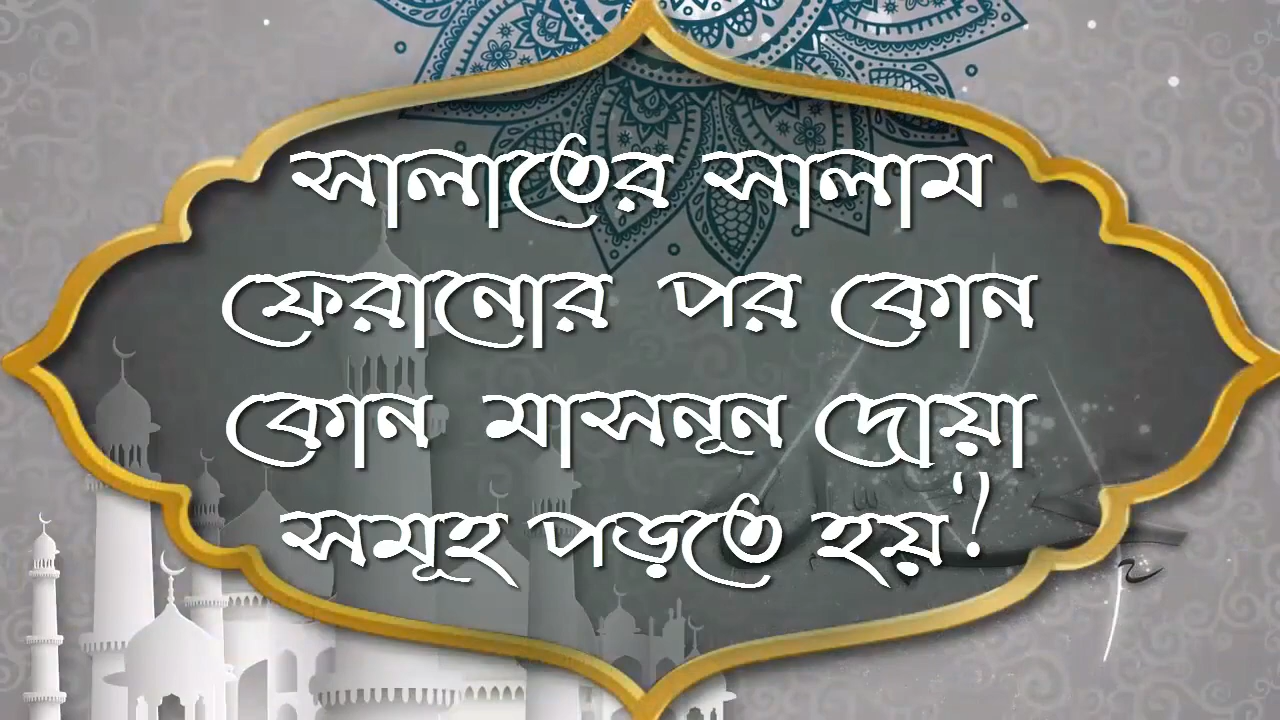 সালাতের সালাম
ফেরানোর পর কোন
কোন মাসনূন দোয়া
সমূহ পড়তে হয়!